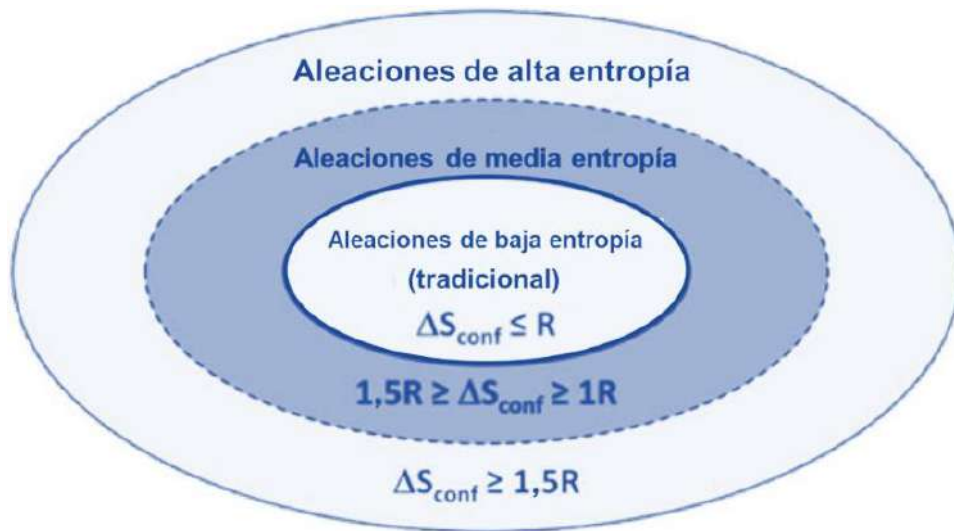 Aleaciones de alta entropía
Aleaciones de media entropía
Aleaciones de baja entropía
(tradicional)
ΔSconf ≤ R
1,5R ≥ ΔSconf ≥ 1R
ΔSconf ≥ 1,5R